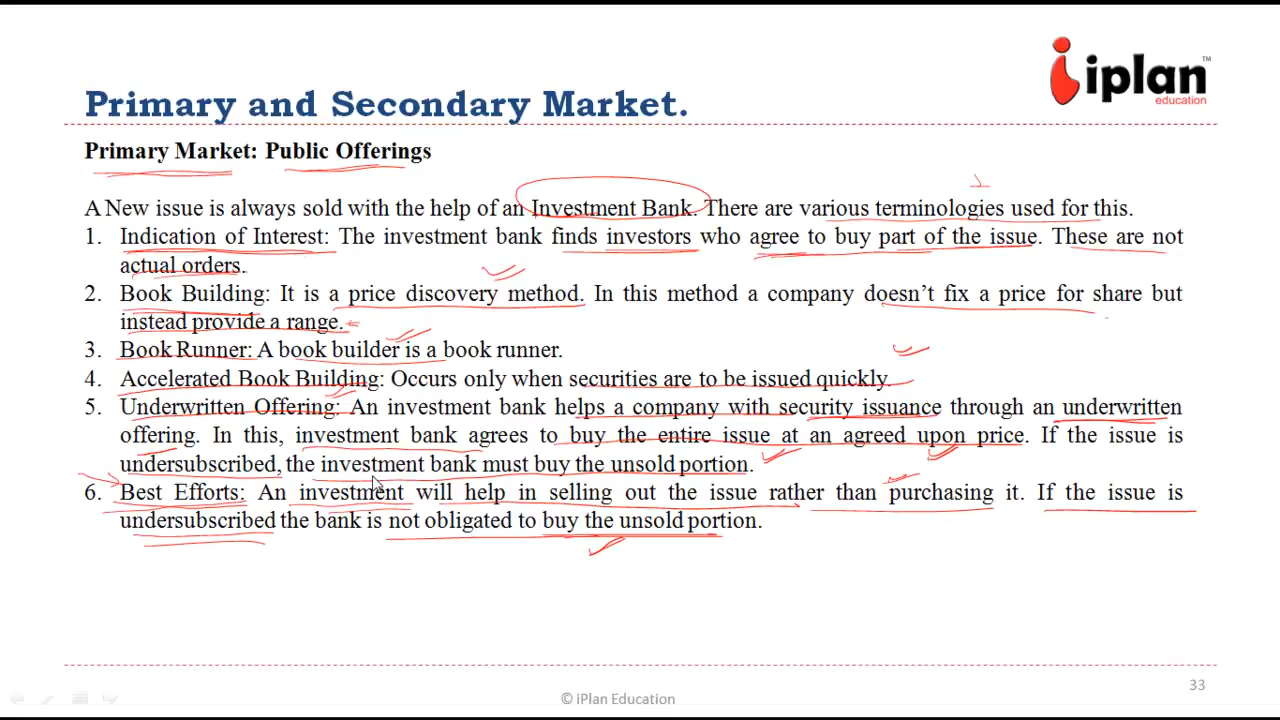 iplan™
education
Primary and Secondary Market.
Primary Market: Public Offerings
A New issue is always sold with the help of an Investment Bank. There are various terminologies used for this.
1. Indication of Interest: The investment bank finds investors who agree to buy part of the issue. These are not
actual orders.
2. Book Building: It is a price discovery method. In this method a company doesn't fix a price for share but
instead provide a range.
3. Book Runner: A book builder is a book runner.
4. Accelerated Book Building: Occurs only when securities are to be issued quickly.
5. Underwritten Offering: An investment bank helps a company with security issuance through an underwritten
offering. In this, investment bank agrees to buy the entire issue at an agreed upon price. If the issue is
undersubscribed, the investment bank must buy the unsold portion.
6. Best Efforts: An investment will help in selling out the issue rather than purchasing it. If the issue is
undersubscribed the bank is not obligated to buy the unsold portion.
33
© iPlan Education